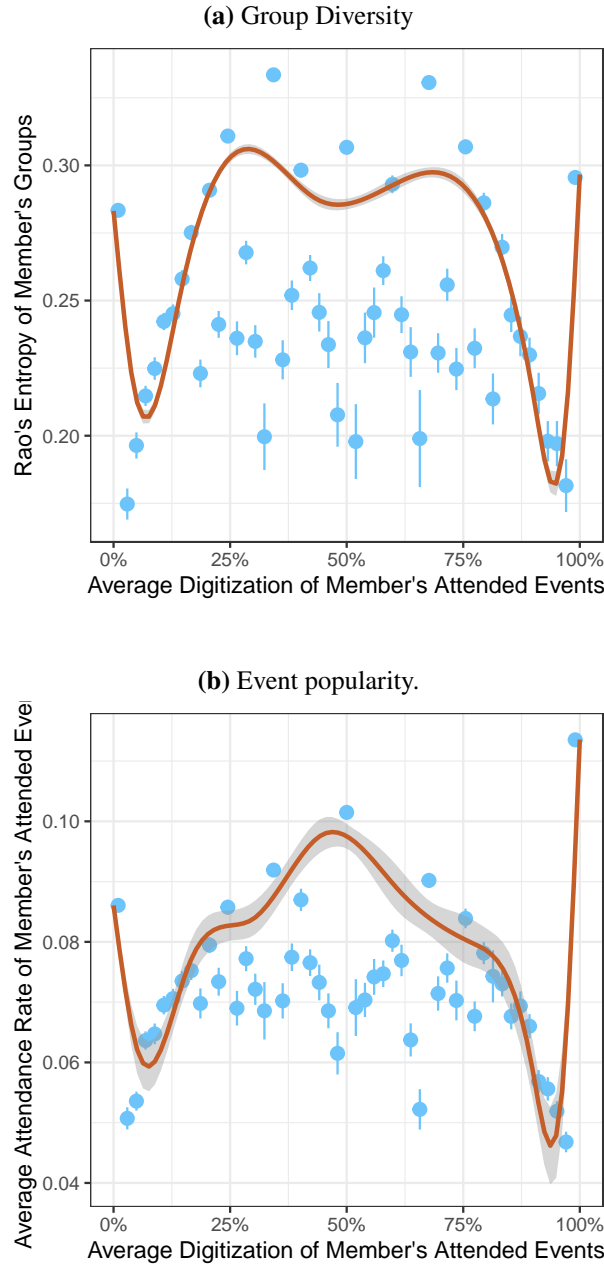 (a) Group Diversity
Rao's Entropy of Member's Groups
0.30
0.25
0.20
0% 25% 50% 75% 100%
Average Digitization of Member's Attended Events
(b) Event popularity.
Average Attendance Rate of Member's Attended
0.10
0.08
0.06
0.04
0% 25% 50% 75% 100%
Average Digitization of Member's Attended Events